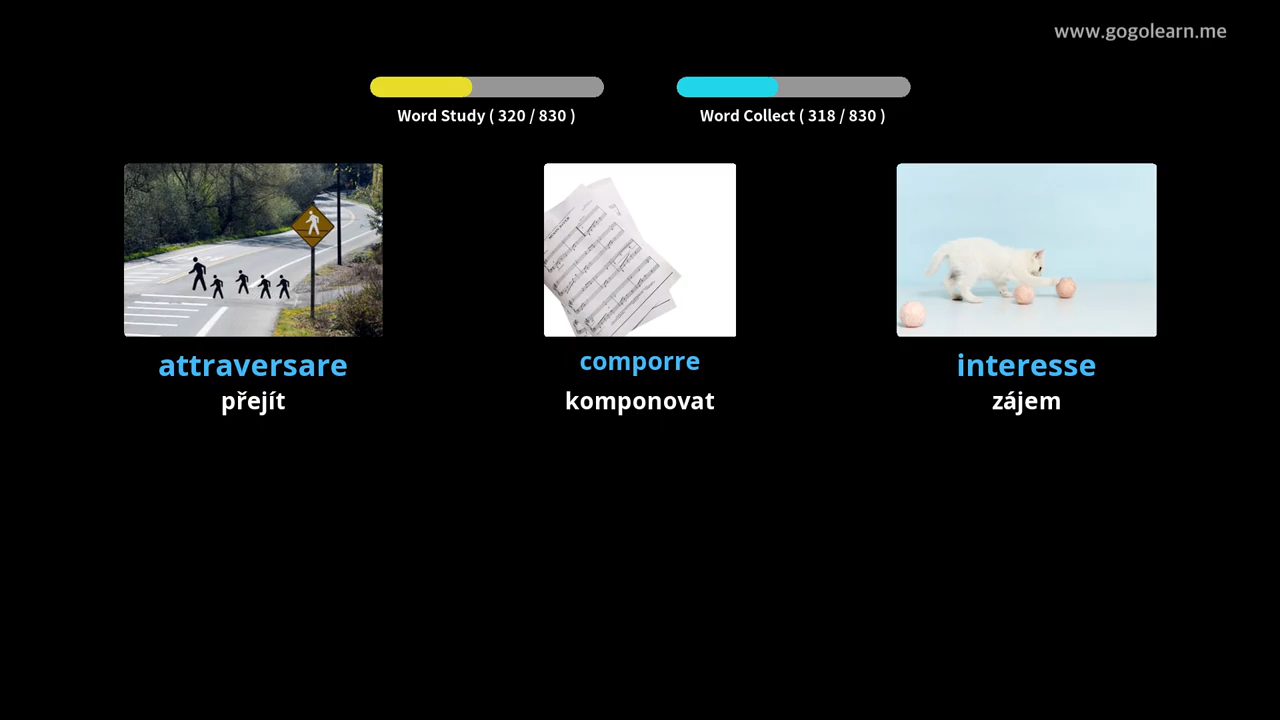 www.gogolearn.me
Word Study ( 320 / 830 )
Word Collect ( 318 / 830 )
attraversare
comporre
interesse
přejít
komponovat
zájem